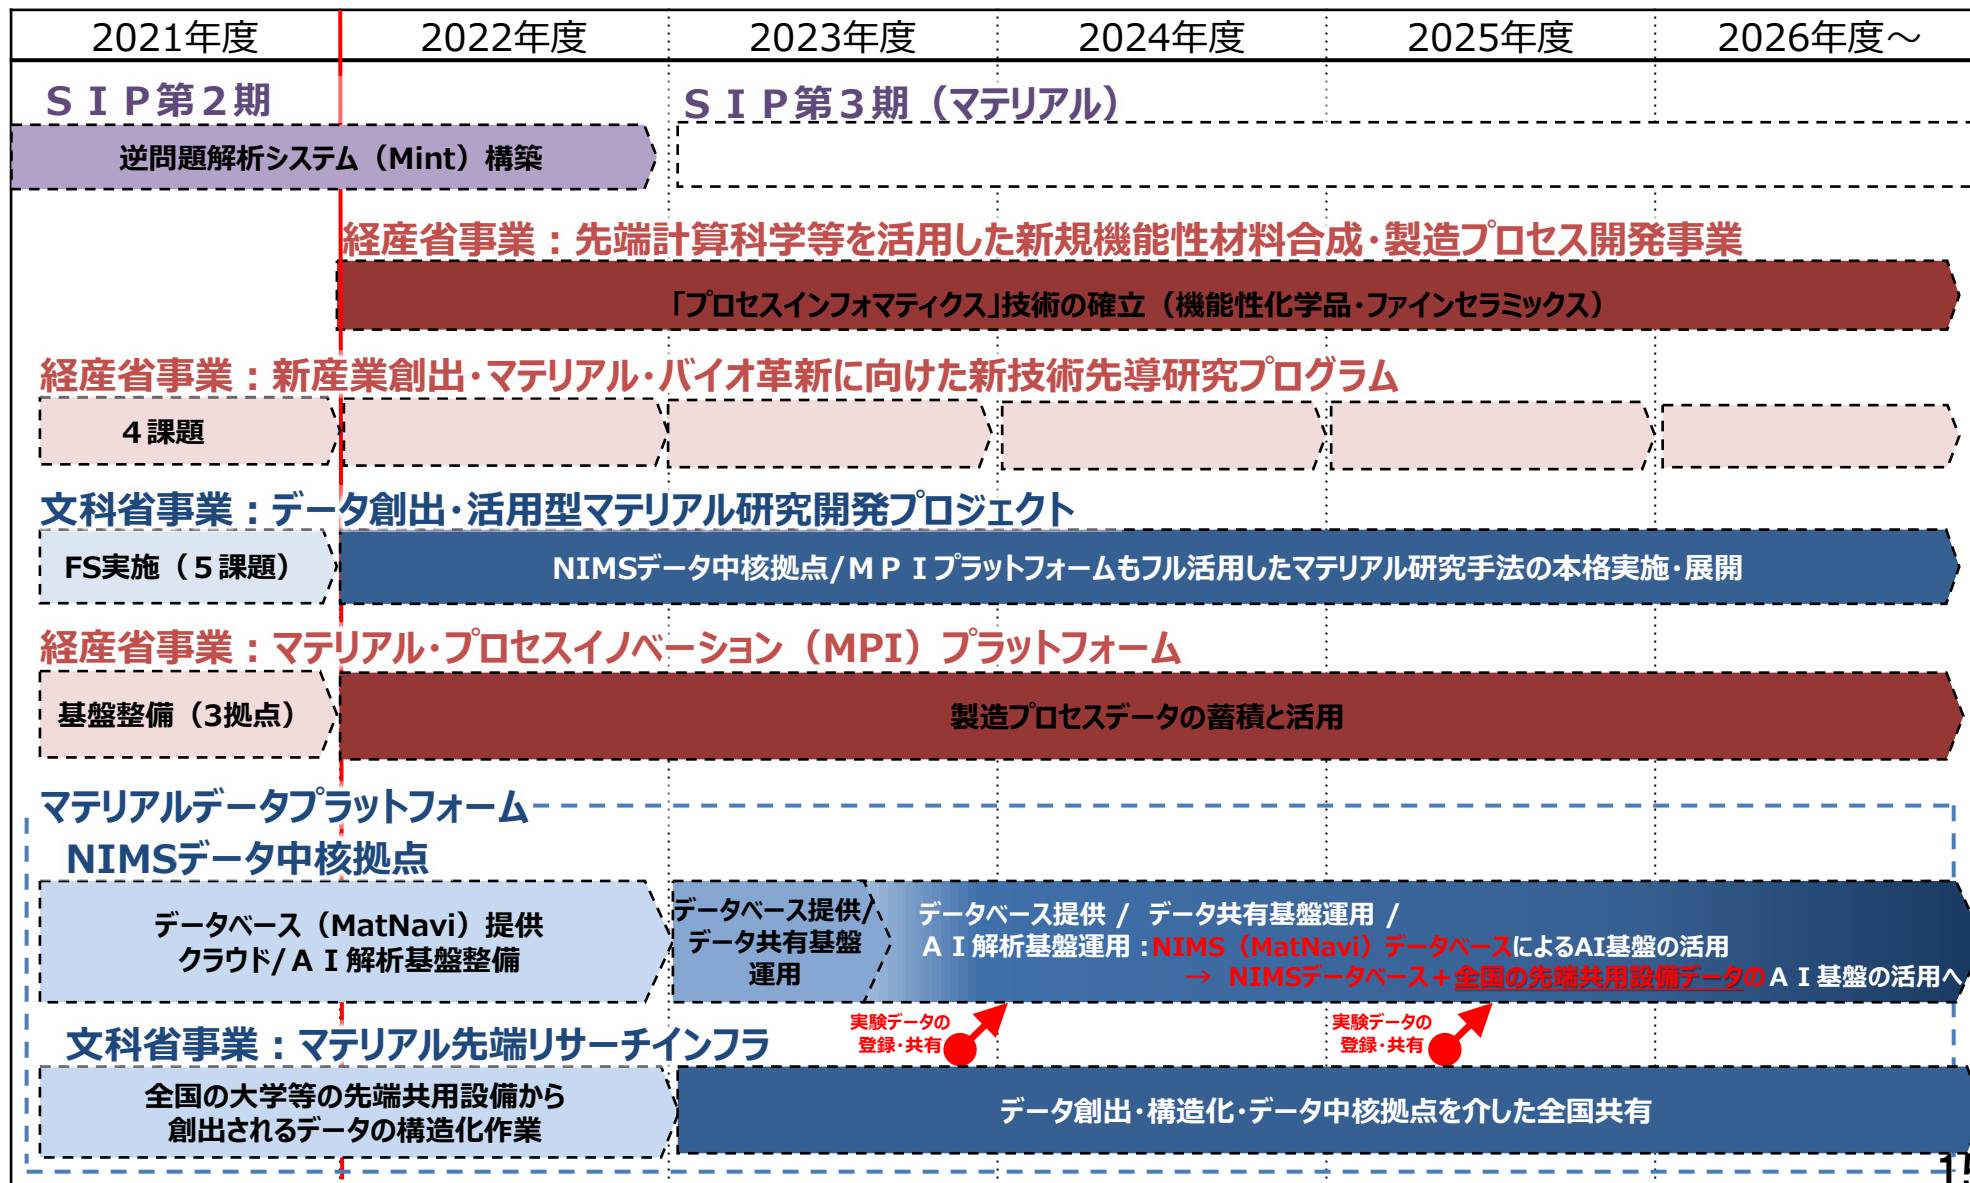 2021年度
2022年度
2023年度
2024年度
2025年度
2026年度～
ＳＩＰ第２期
ＳＩＰ第３期（マテリアル）
逆問題解析システム（Mint）構築
経産省事業：先端計算科学等を活用した新規機能性材料合成・製造プロセス開発事業
「プロセスインフォマティクス」技術の確立（機能性化学品・ファインセラミックス）
経産省事業：新産業創出・マテリアル・バイオ革新に向けた新技術先導研究プログラム
４課題
文科省事業：データ創出・活用型マテリアル研究開発プロジェクト
FS実施（５課題）
NIMSデータ中核拠点/ＭＰＩプラットフォームもフル活用したマテリアル研究手法の本格実施・展開
経産省事業：マテリアル・プロセスイノベーション（MPI）プラットフォーム
基盤整備（3拠点）
製造プロセスデータの蓄積と活用
マテリアルデータプラットフォーム
NIMSデータ中核拠点
データベース（MatNavi）提供
クラウド/ＡＩ解析基盤整備
データベース提供/
データ共有基盤
運用
データベース提供 / データ共有基盤運用 /
ＡＩ解析基盤運用：NIMS（MatNavi）データベースによるAI基盤の活用
→ NIMSデータベース＋全国の先端共用設備データのＡＩ基盤の活用へ
実験データの
登録・共有
実験データの
登録・共有
文科省事業：マテリアル先端リサーチインフラ
全国の大学等の先端共用設備から
創出されるデータの構造化作業
データ創出・構造化・データ中核拠点を介した全国共有
15